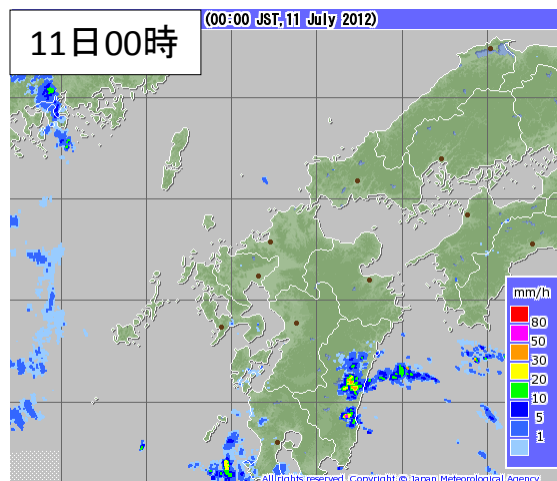 (00:00 JST,11 July 2012)
11日00時
mm/h
80
50
30
20
10
5
1
All rights reserved. Copyright © Japan Meteorological Agency